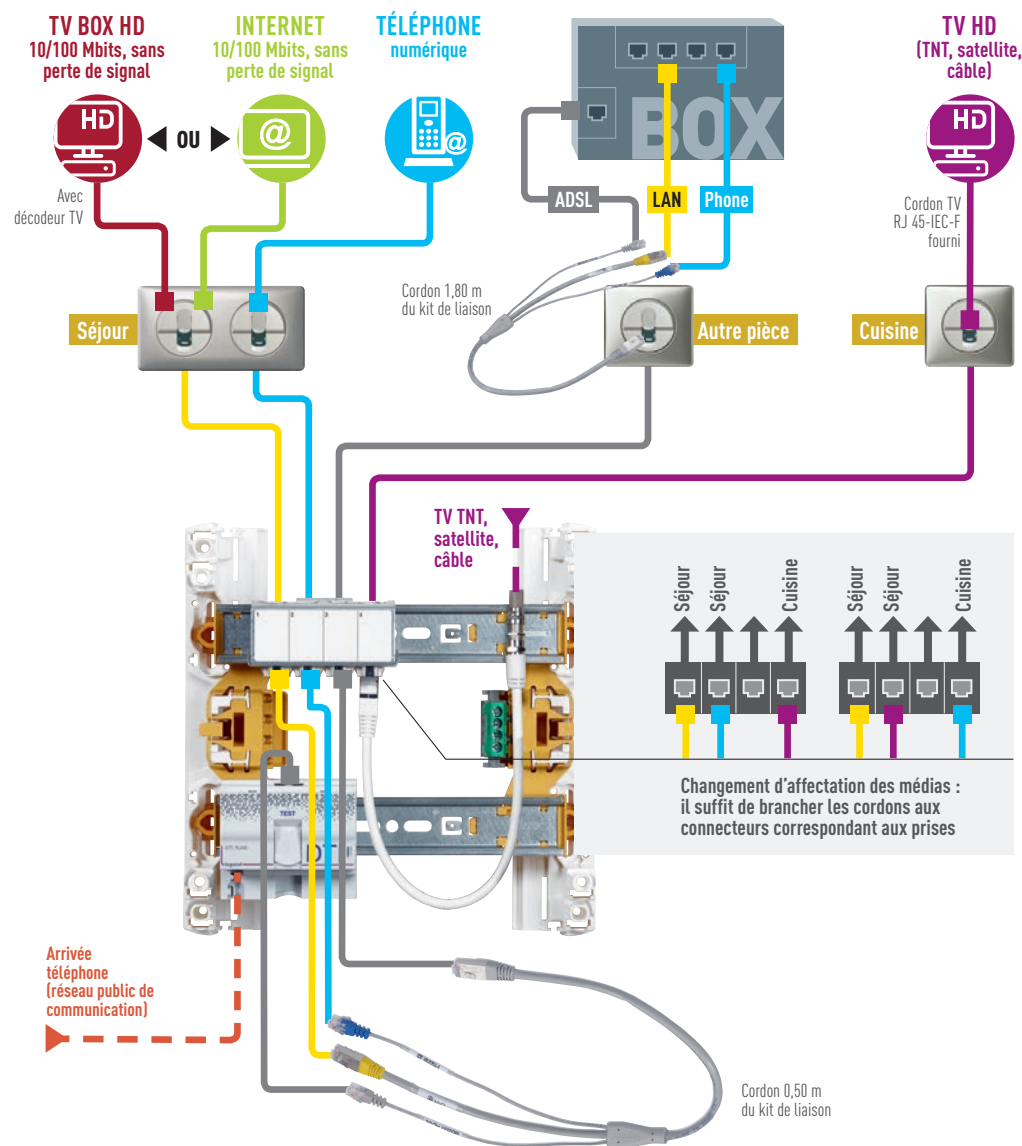 TV BOX HD
10/100 Mbits, sans
perte de signal
INTERNET
10/100 Mbits, sans
perte de signal
TÉLÉPHONE
numérique
TV HD
(TNT, satellite,
câble)
HD
OU
@
@
BOX
HD
Avec
décodeur TV
ADSL
LAN
Phone
Cordon TV
RJ 45-IEC-F
fourni
Cordon 1,80 m
du kit de liaison
Séjour
Autre pièce
Cuisine
TV TNT,
satellite,
câble
Séjour
Séjour
Cuisine
Séjour
Séjour
Cuisine
Changement d'affectation des médias :
il suffit de brancher les cordons aux
connecteurs correspondant aux prises
TEST
Arrivée
téléphone
(réseau public de
communication)
Cordon 0,50 m
du kit de liaison